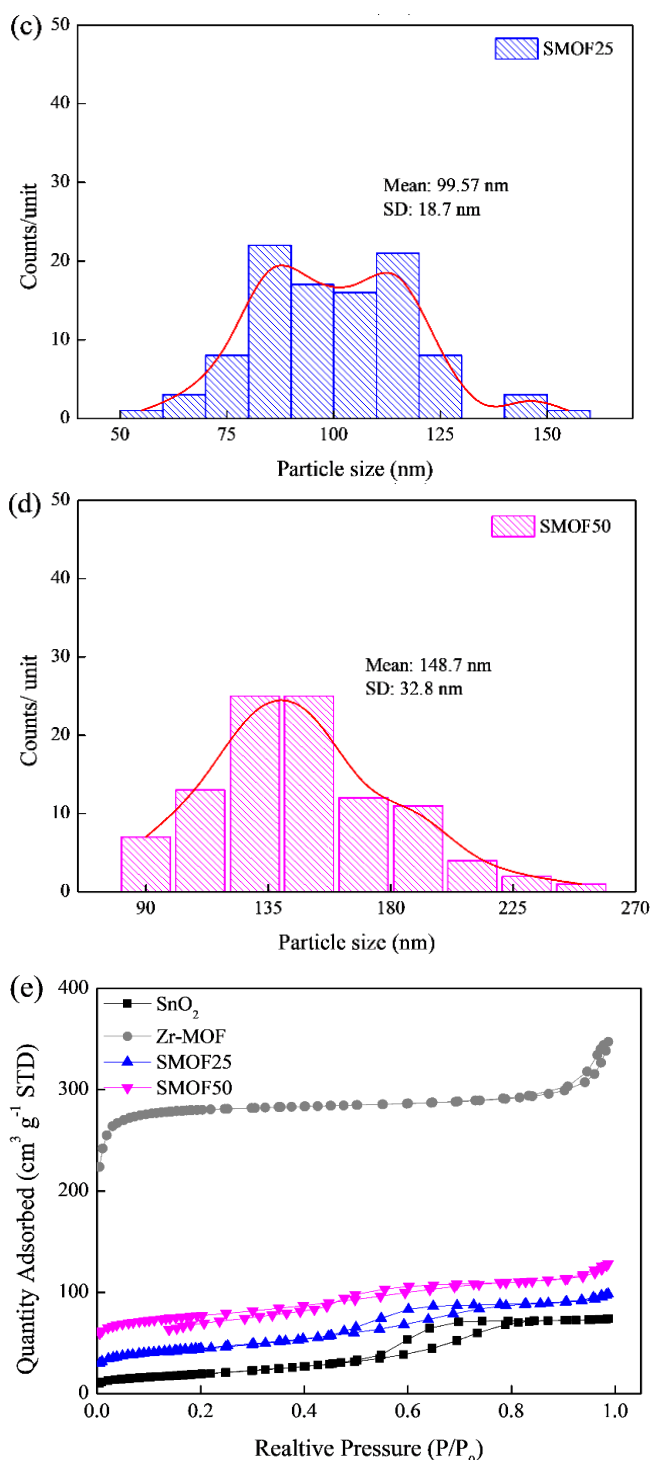 (c)
50
SMOF25
40
30
Mean: 99.57 nm
SD: 18.7 nm
20
10
0
Counts/unit
50 75 100 125 150
Particle size (nm)
(d)
50
SMOF50
40
30
Mean: 148.7 nm
SD: 32.8 nm
20
10
0
Counts/ unit
90 135 180 225 270
Particle size (nm)
(e)
400
SnO₂
Zr-MOF
SMOF25
SMOF50
300
200
100
0
Quantity Adsorbed (cm³ g⁻¹ STD)
0.0 0.2 0.4 0.6 0.8 1.0
Realtive Pressure (P/P₀)